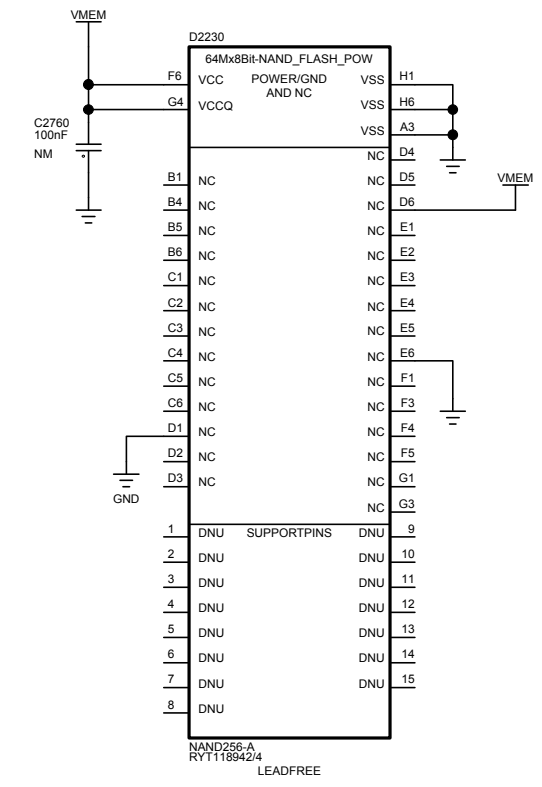 VMEM
D2230
64Mx8Bit-NAND_FLASH_POW
F6 VCC POWER/GND VSS H1
AND NC
G4 VCCQ VSS H6
C2760
100nF
VSS A3
NM
NC D4
B1 NC NC D5
VMEM
B4 NC NC D6
B5 NC NC E1
B6 NC NC E2
C1 NC NC E3
C2 NC NC E4
C3 NC NC E5
C4 NC NC E6
C5 NC NC F1
C6 NC NC F3
D1 NC NC F4
D2 NC NC F5
D3 NC NC G1
GND
NC G3
1 DNU SUPPORTPINS DNU 9
2 DNU DNU 10
3 DNU DNU 11
4 DNU DNU 12
5 DNU DNU 13
6 DNU DNU 14
7 DNU DNU 15
8 DNU
NAND256-A
RYT118942/4
LEADFREE